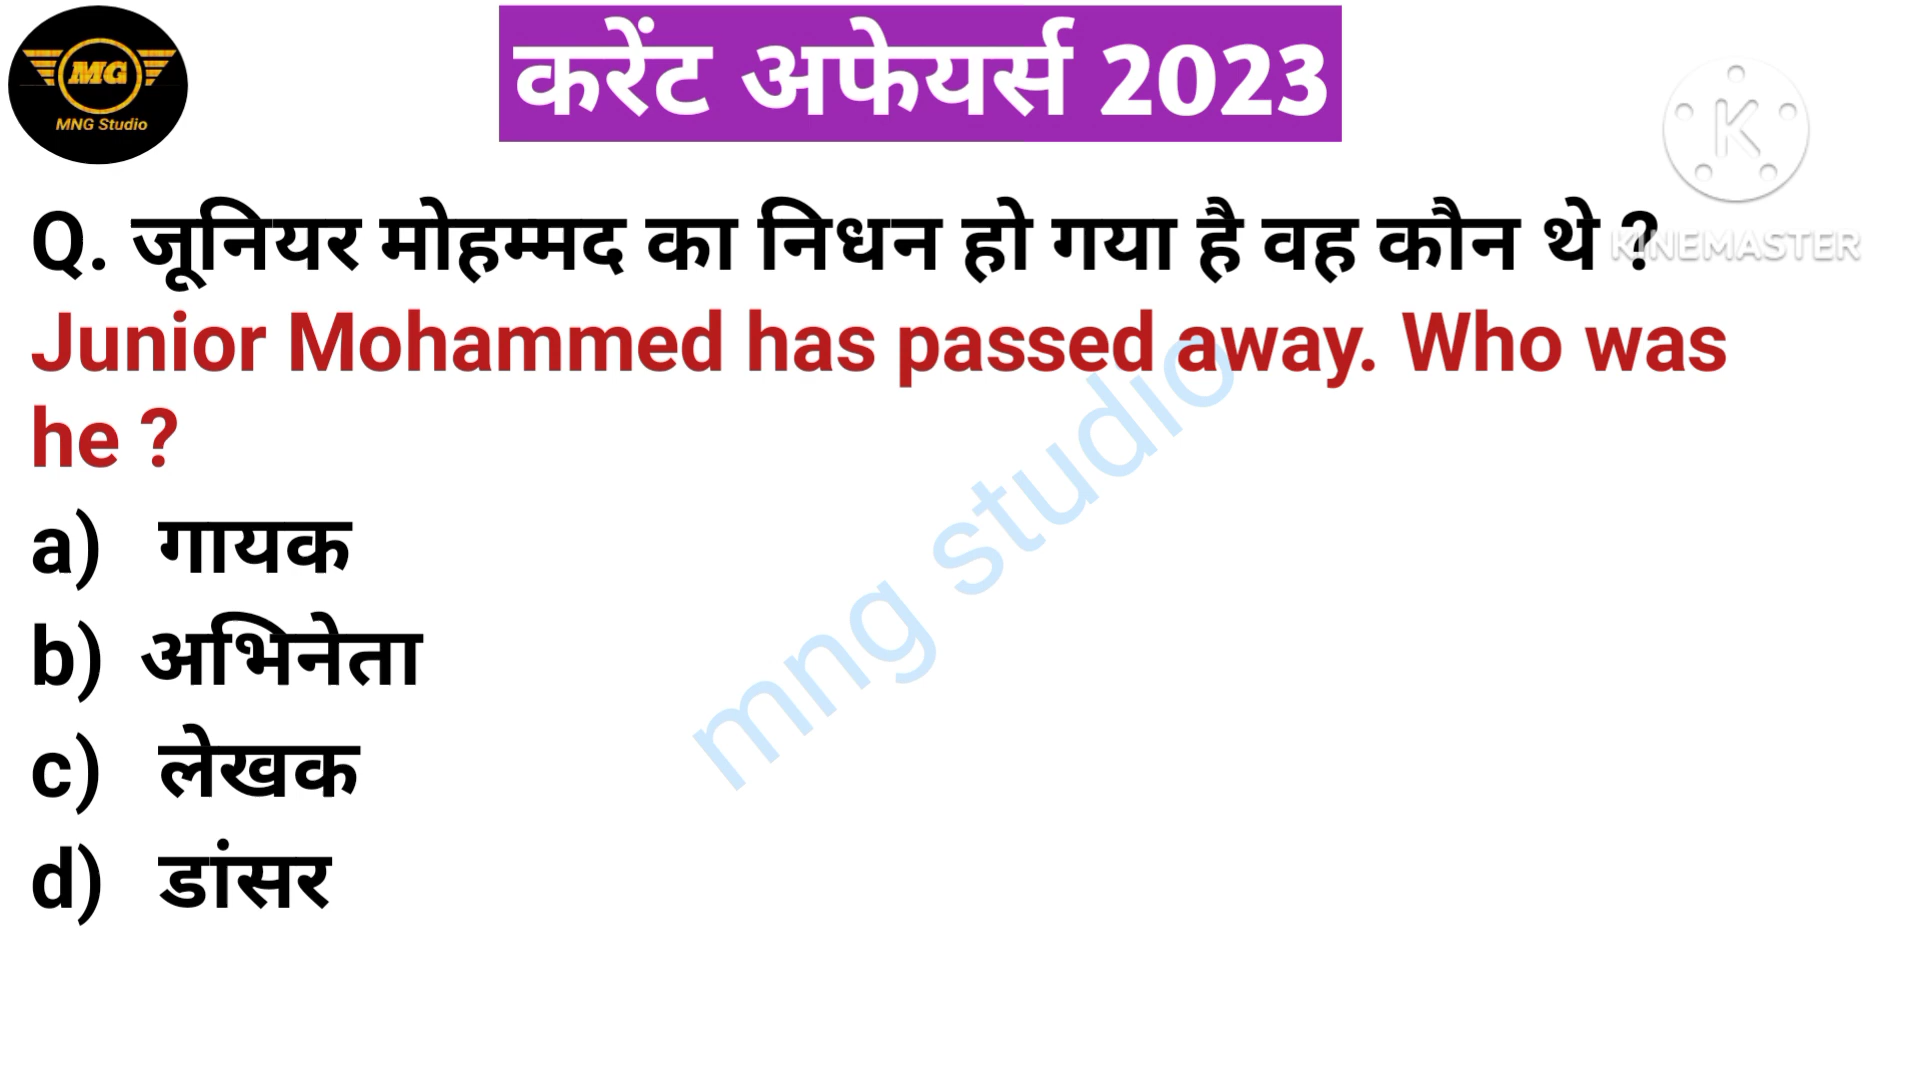 MG
MNG Studio
करेंट अफेयर्स 2023
K
KINEMASTER
Q. जूनियर मोहम्मद का निधन हो गया है वह कौन थे ?
Junior Mohammed has passed away. Who was
he ?
a) गायक
b) अभिनेता
c) लेखक
d) डांसर
mng studio